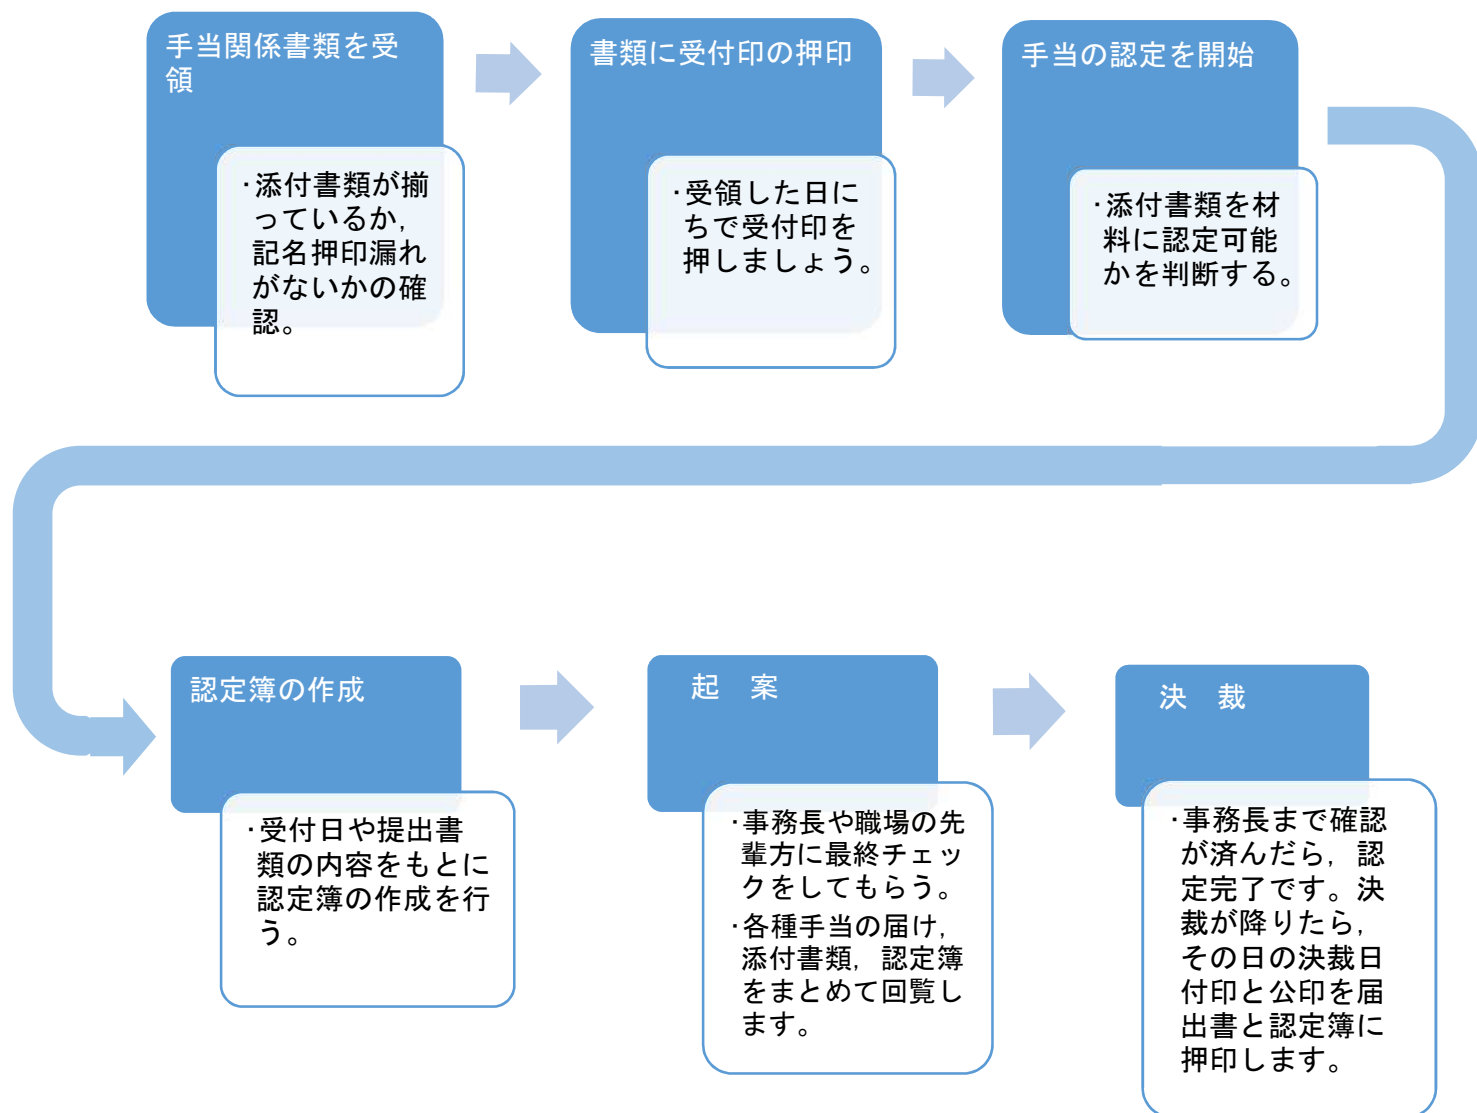 手当関係書類を受
領
・添付書類が揃
っているか，
記名押印漏れ
がないかの確
認。
書類に受付印の押印
・受領した日に
ちで受付印を
押しましょう。
手当の認定を開始
・添付書類を材
料に認定可能
かを判断する。
認定簿の作成
・受付日や提出書
類の内容をもとに
認定簿の作成を行
う。
起　案
・事務長や職場の先
輩方に最終チェッ
クをしてもらう。
・各種手当の届け，
添付書類，認定簿
をまとめて回覧し
ます。
決　裁
・事務長まで確認
が済んだら，認
定完了です。決
裁が降りたら，
その日の決裁日
付印と公印を届
出書と認定簿に
押印します。